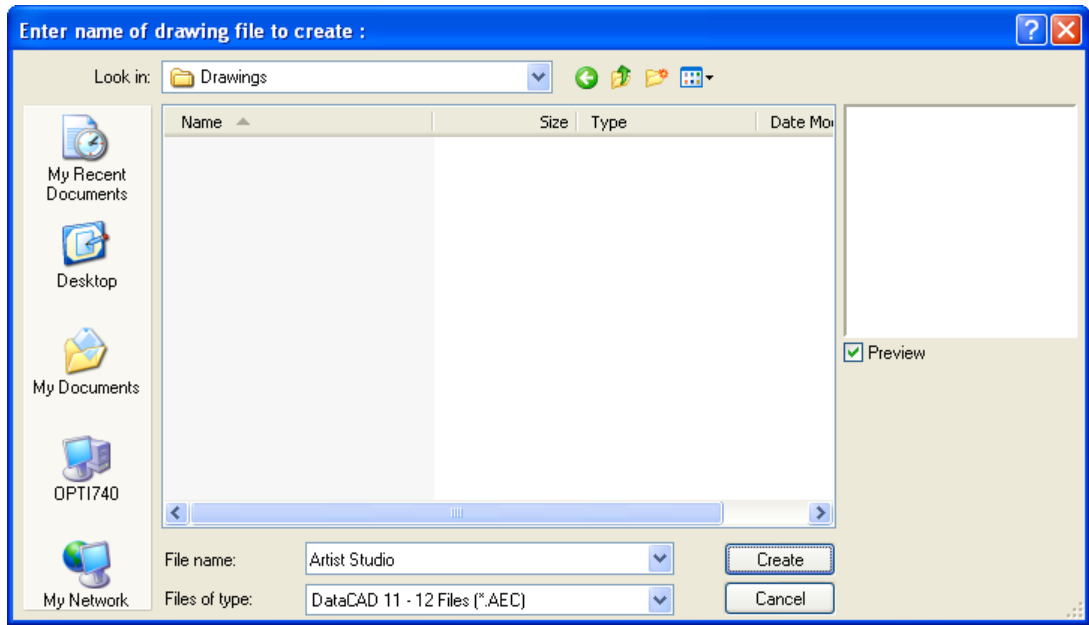 Enter name of drawing file to create :
Look in: Drawings
Name Size Type Date Mo
My Recent
Documents
Desktop
My Documents
OPTI740
My Network
Preview
File name: Artist Studio Create
Files of type: DataCAD 11 - 12 Files (*.AEC) Cancel